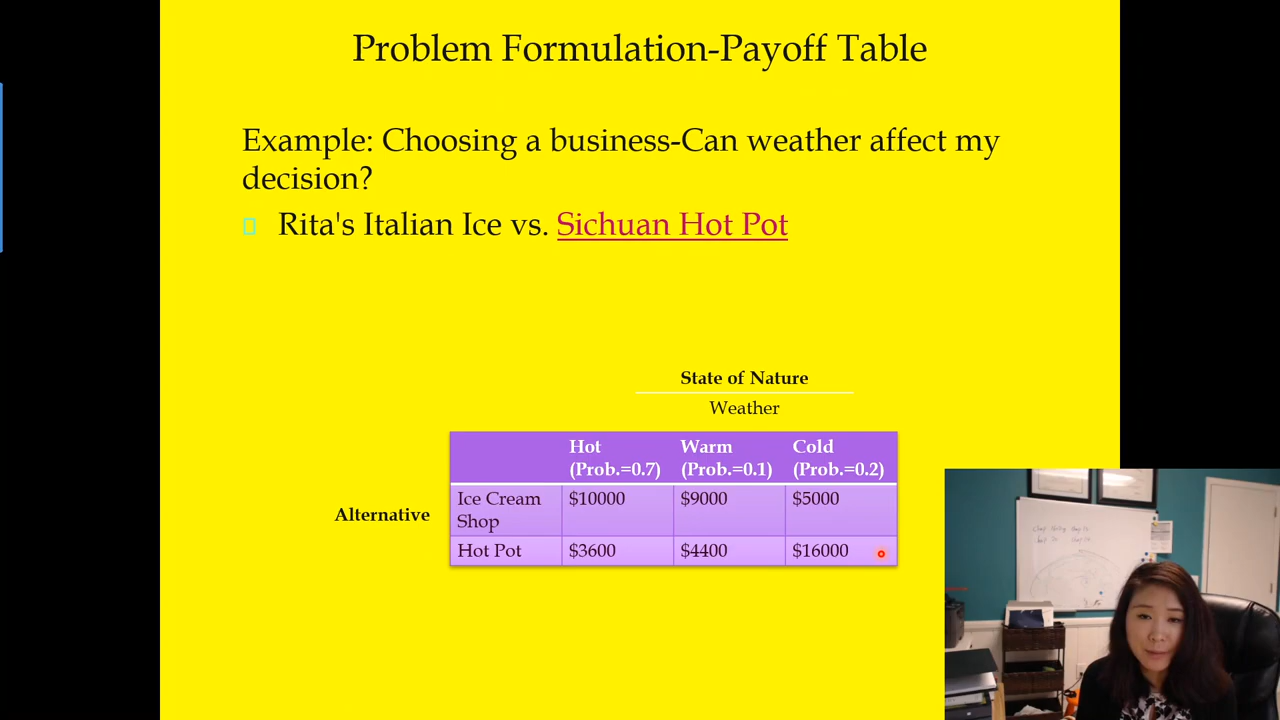 Problem Formulation-Payoff Table
Example: Choosing a business-Can weather affect my
decision?
Rita's Italian Ice vs. Sichuan Hot Pot
State of Nature
Weather
Hot
(Prob.=0.7)
Warm
(Prob.=0.1)
Cold
(Prob.=0.2)
Alternative
Ice Cream
Shop
$10000
$9000
$5000
Hot Pot
$3600
$4400
$16000